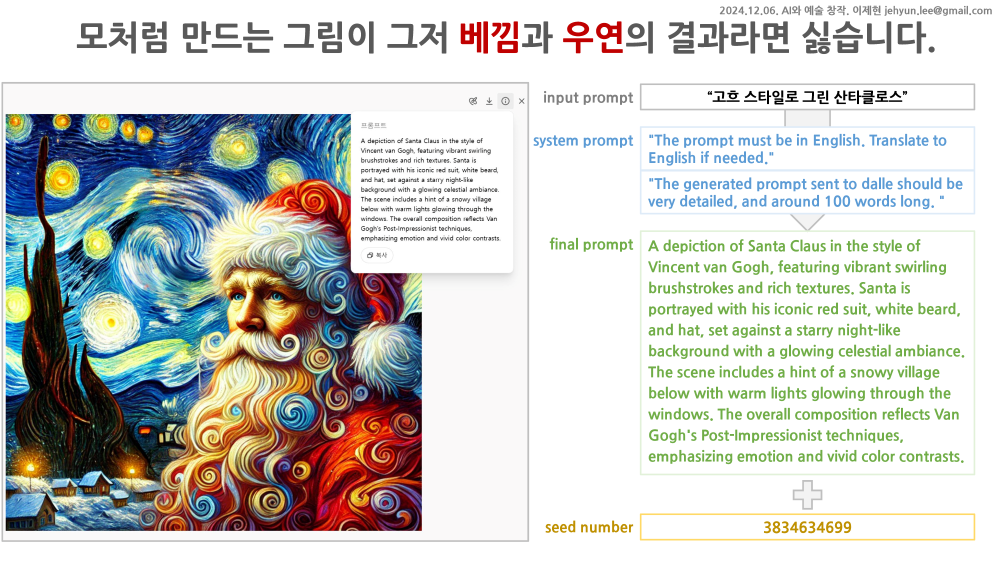 2024.12.06. AI와 예술 창작. 이제현 jehyun.lee@gmail.com
모처럼 만드는 그림이 그저 베낌과 우연의 결과라면 싫습니다.
프롬프트
A depiction of Santa Claus in the style of
Vincent van Gogh, featuring vibrant swirling
brushstrokes and rich textures. Santa is
portrayed with his iconic red suit, white beard,
and hat, set against a starry night-like
background with a glowing celestial ambiance.
The scene includes a hint of a snowy village
below with warm lights glowing through the
windows. The overall composition reflects Van
Gogh's Post-Impressionist techniques,
emphasizing emotion and vivid color contrasts.
복사
input prompt
“고흐 스타일로 그린 산타클로스”
system prompt
"The prompt must be in English. Translate to
English if needed."
"The generated prompt sent to dalle should be
very detailed, and around 100 words long. "
final prompt
A depiction of Santa Claus in the style of
Vincent van Gogh, featuring vibrant swirling
brushstrokes and rich textures. Santa is
portrayed with his iconic red suit, white beard,
and hat, set against a starry night-like
background with a glowing celestial ambiance.
The scene includes a hint of a snowy village
below with warm lights glowing through the
windows. The overall composition reflects Van
Gogh's Post-Impressionist techniques,
emphasizing emotion and vivid color contrasts.
seed number
3834634699